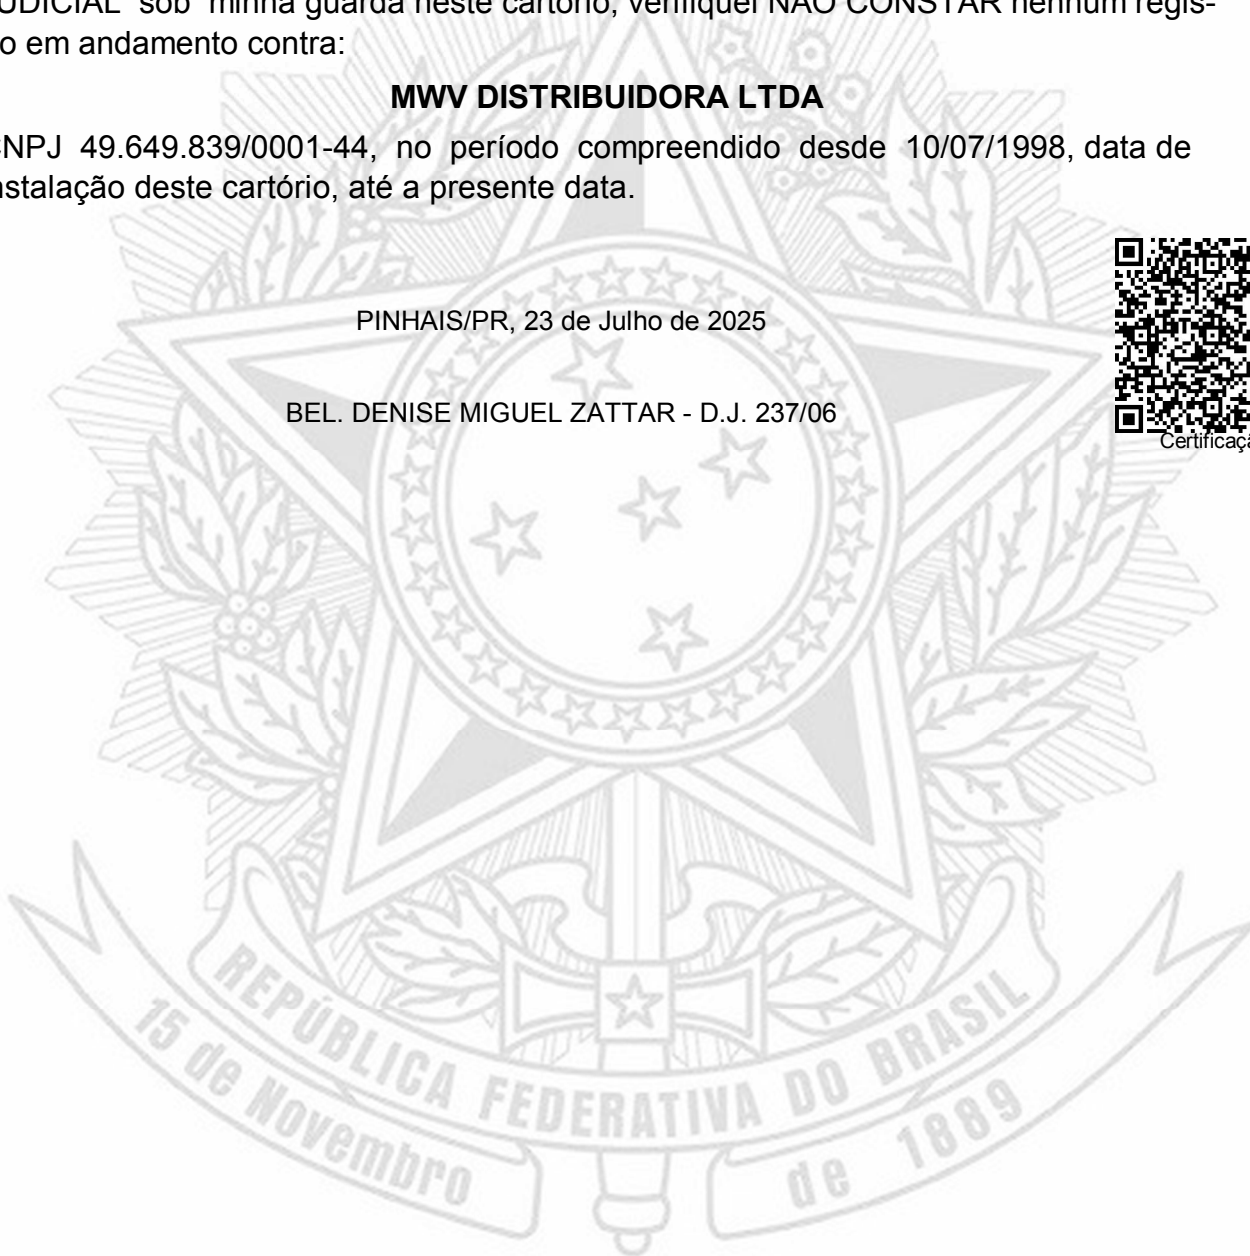 UDICIAL sob minha guarda neste cartório, verifiquei NÃO CONSTAR nenhum regis-
o em andamento contra:
MWV DISTRIBUIDORA LTDA
CNPJ 49.649.839/0001-44, no período compreendido desde 10/07/1998, data de
nstalação deste cartório, até a presente data.
PINHAIS/PR, 23 de Julho de 2025
BEL. DENISE MIGUEL ZATTAR - D.J. 237/06
Certificaçã
REPÚBLICA FEDERATIVA DO BRASIL
15 de Novembro de 1889